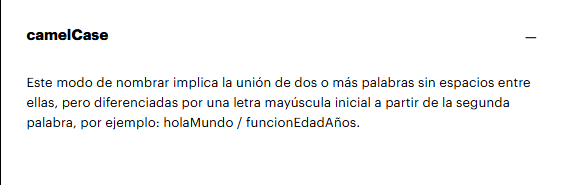 camelCase
Este modo de nombrar implica la unión de dos o más palabras sin espacios entre
ellas, pero diferenciadas por una letra mayúscula inicial a partir de la segunda
palabra, por ejemplo: holaMundo / funcionEdadAños.